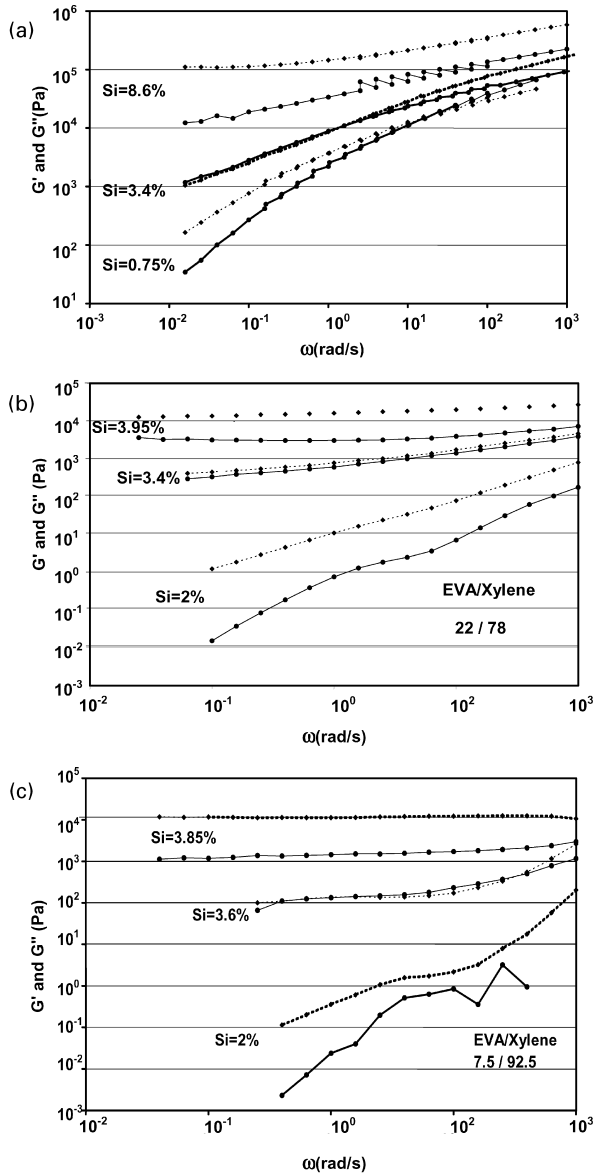 (a)
10^6
10^5
10^4
10^3
10^2
10^1
G' and G"(Pa)
Si=8.6%
Si=3.4%
Si=0.75%
10^-3 10^-2 10^-1 10^0 10^1 10^2 10^3
ω(rad/s)
(b)
10^5
10^4
10^3
10^2
10^1
10^0
10^-1
10^-2
10^-3
G' and G" (Pa)
Si=3.95%
Si=3.4%
Si=2%
EVA/Xylene
22 / 78
10^-2 10^-1 10^0 10^2 10^3
ω(rad/s)
(c)
10^5
10^4
10^3
10^2
10^1
10^0
10^-1
10^-2
10^-3
G' and G" (Pa)
Si=3.85%
Si=3.6%
Si=2%
EVA/Xylene
7.5 / 92.5
10^-2 10^-1 10^0 10^2 10^3
ω(rad/s)